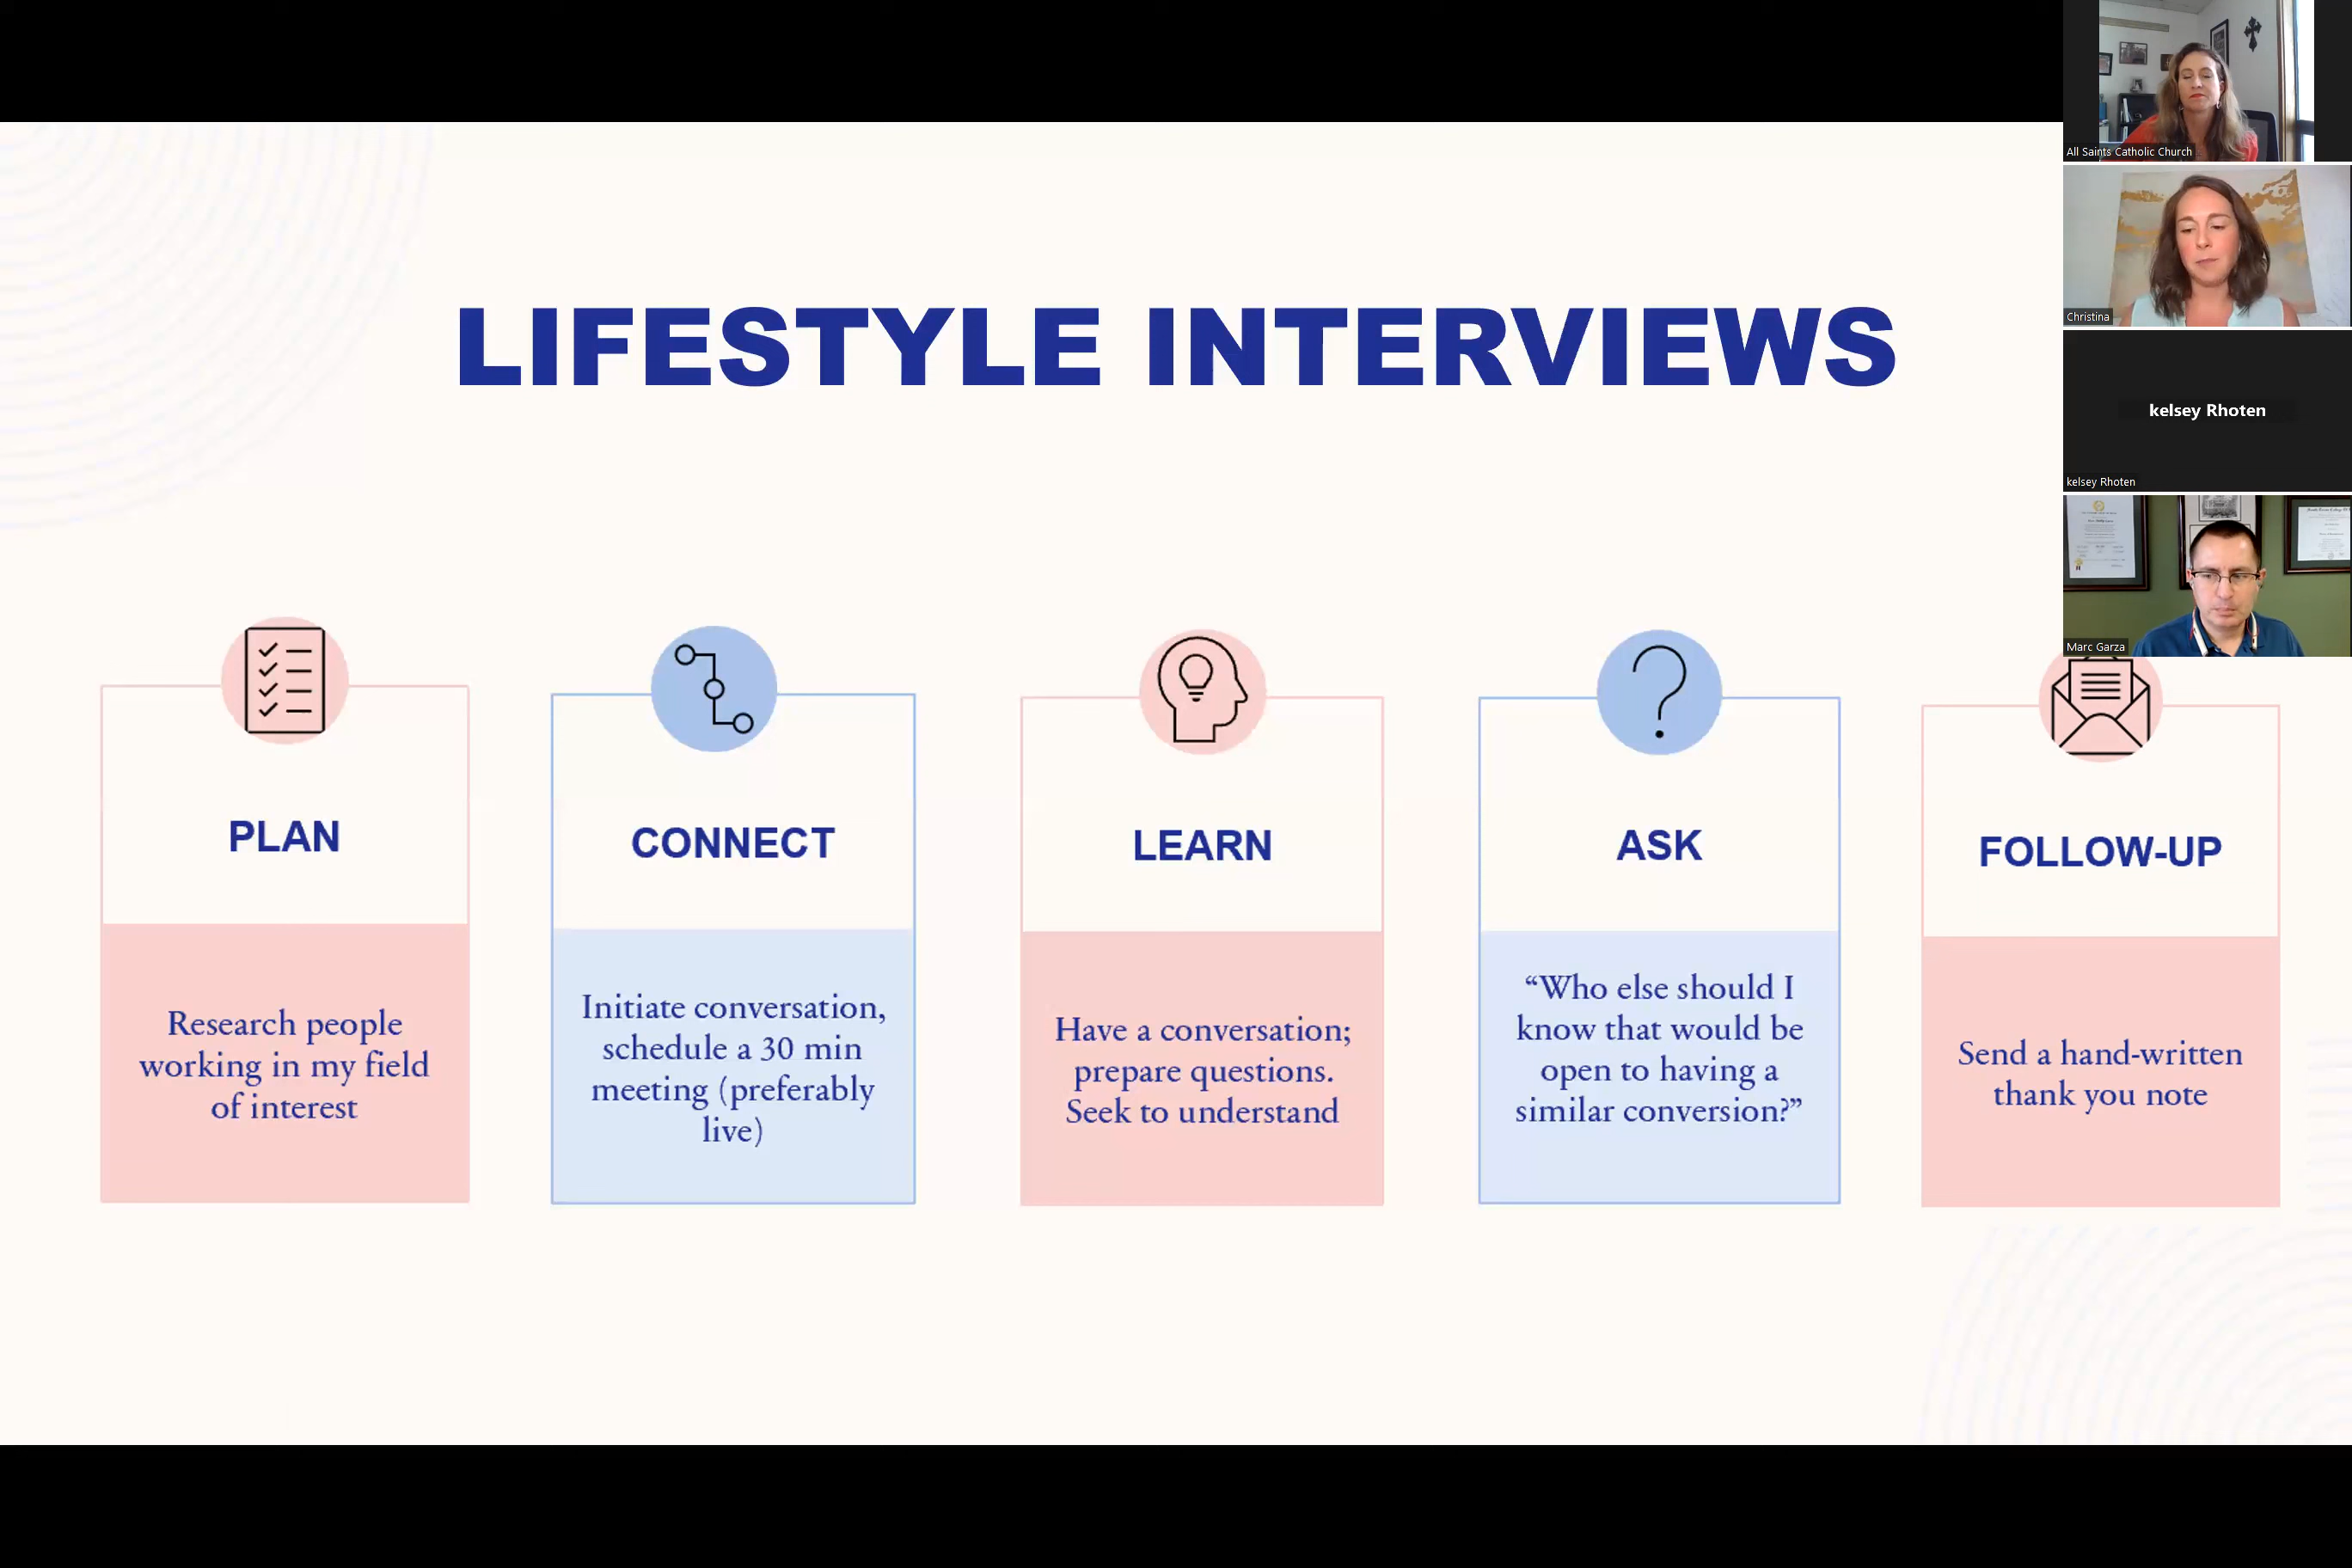 LIFESTYLE INTERVIEWS
PLAN
Research people
working in my field
of interest
CONNECT
Initiate conversation,
schedule a 30 min
meeting (preferably
live)
LEARN
Have a conversation;
prepare questions.
Seek to understand
ASK
“Who else should I
know that would be
open to having a
similar conversion?”
FOLLOW-UP
Send a hand-written
thank you note
All Saints Catholic Church
Christina
kelsey Rhoten
kelsey Rhoten
Marc Garza